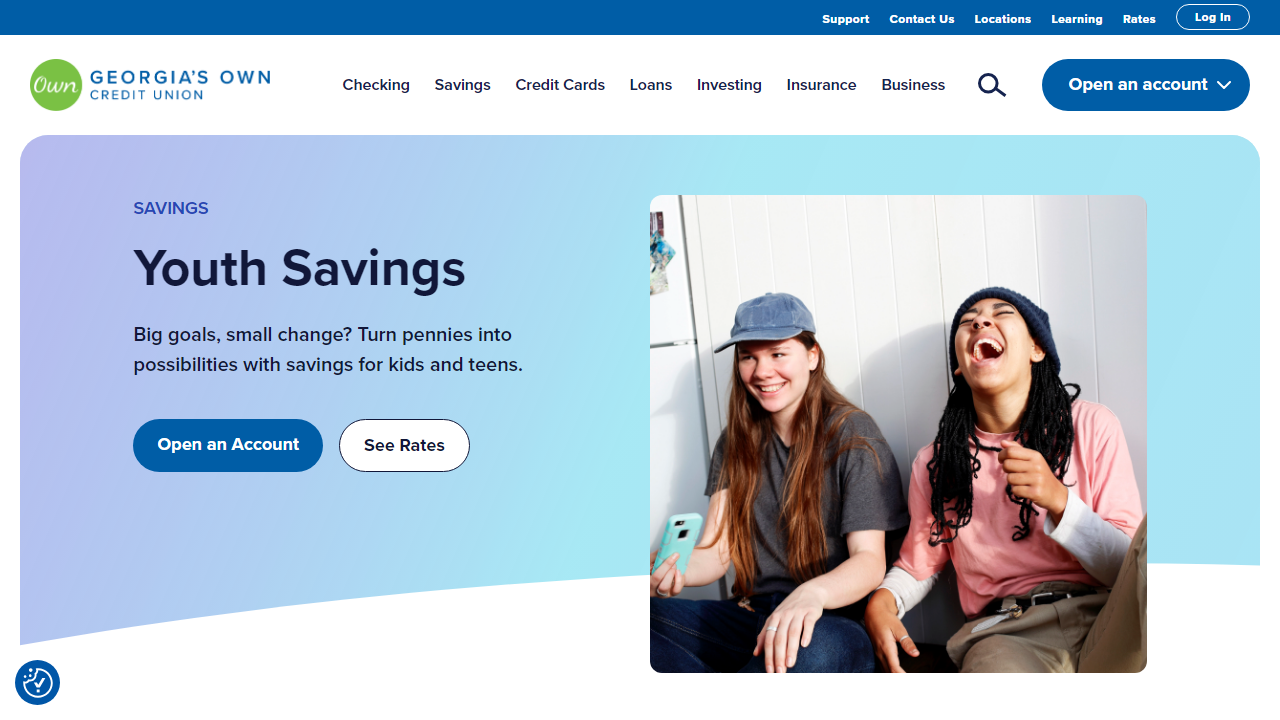 Support
Contact Us
Locations
Learning
Rates
Log In
Own
GEORGIA'S OWN
CREDIT UNION
Checking
Savings
Credit Cards
Loans
Investing
Insurance
Business
Open an account
SAVINGS
Youth Savings
Big goals, small change? Turn pennies into
possibilities with savings for kids and teens.
Open an Account
See Rates